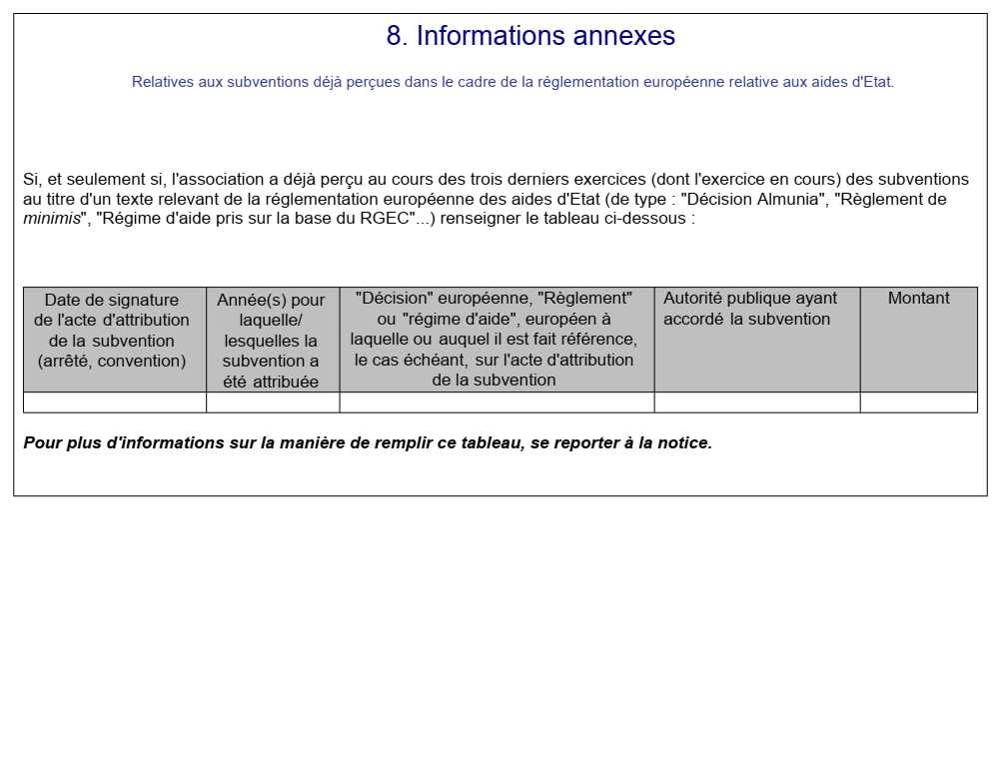 8. Informations annexes
Relatives aux subventions déjà perçues dans le cadre de la réglementation européenne relative aux aides d'Etat.
Si, et seulement si, l'association a déjà perçu au cours des trois derniers exercices (dont l'exercice en cours) des subventions
au titre d'un texte relevant de la réglementation européenne des aides d'Etat (de type : "Décision Almunia", "Règlement de
minimis", "Régime d'aide pris sur la base du RGEC"...) renseigner le tableau ci-dessous :
Date de signature
de l'acte d'attribution
de la subvention
(arrêté, convention)
Année(s) pour
laquelle/
lesquelles la
subvention a
été attribuée
"Décision" européenne, "Règlement"
ou "régime d'aide", européen à
laquelle ou auquel il est fait référence,
le cas échéant, sur l'acte d'attribution
de la subvention
Autorité publique ayant
accordé la subvention
Montant
Pour plus d'informations sur la manière de remplir ce tableau, se reporter à la notice.